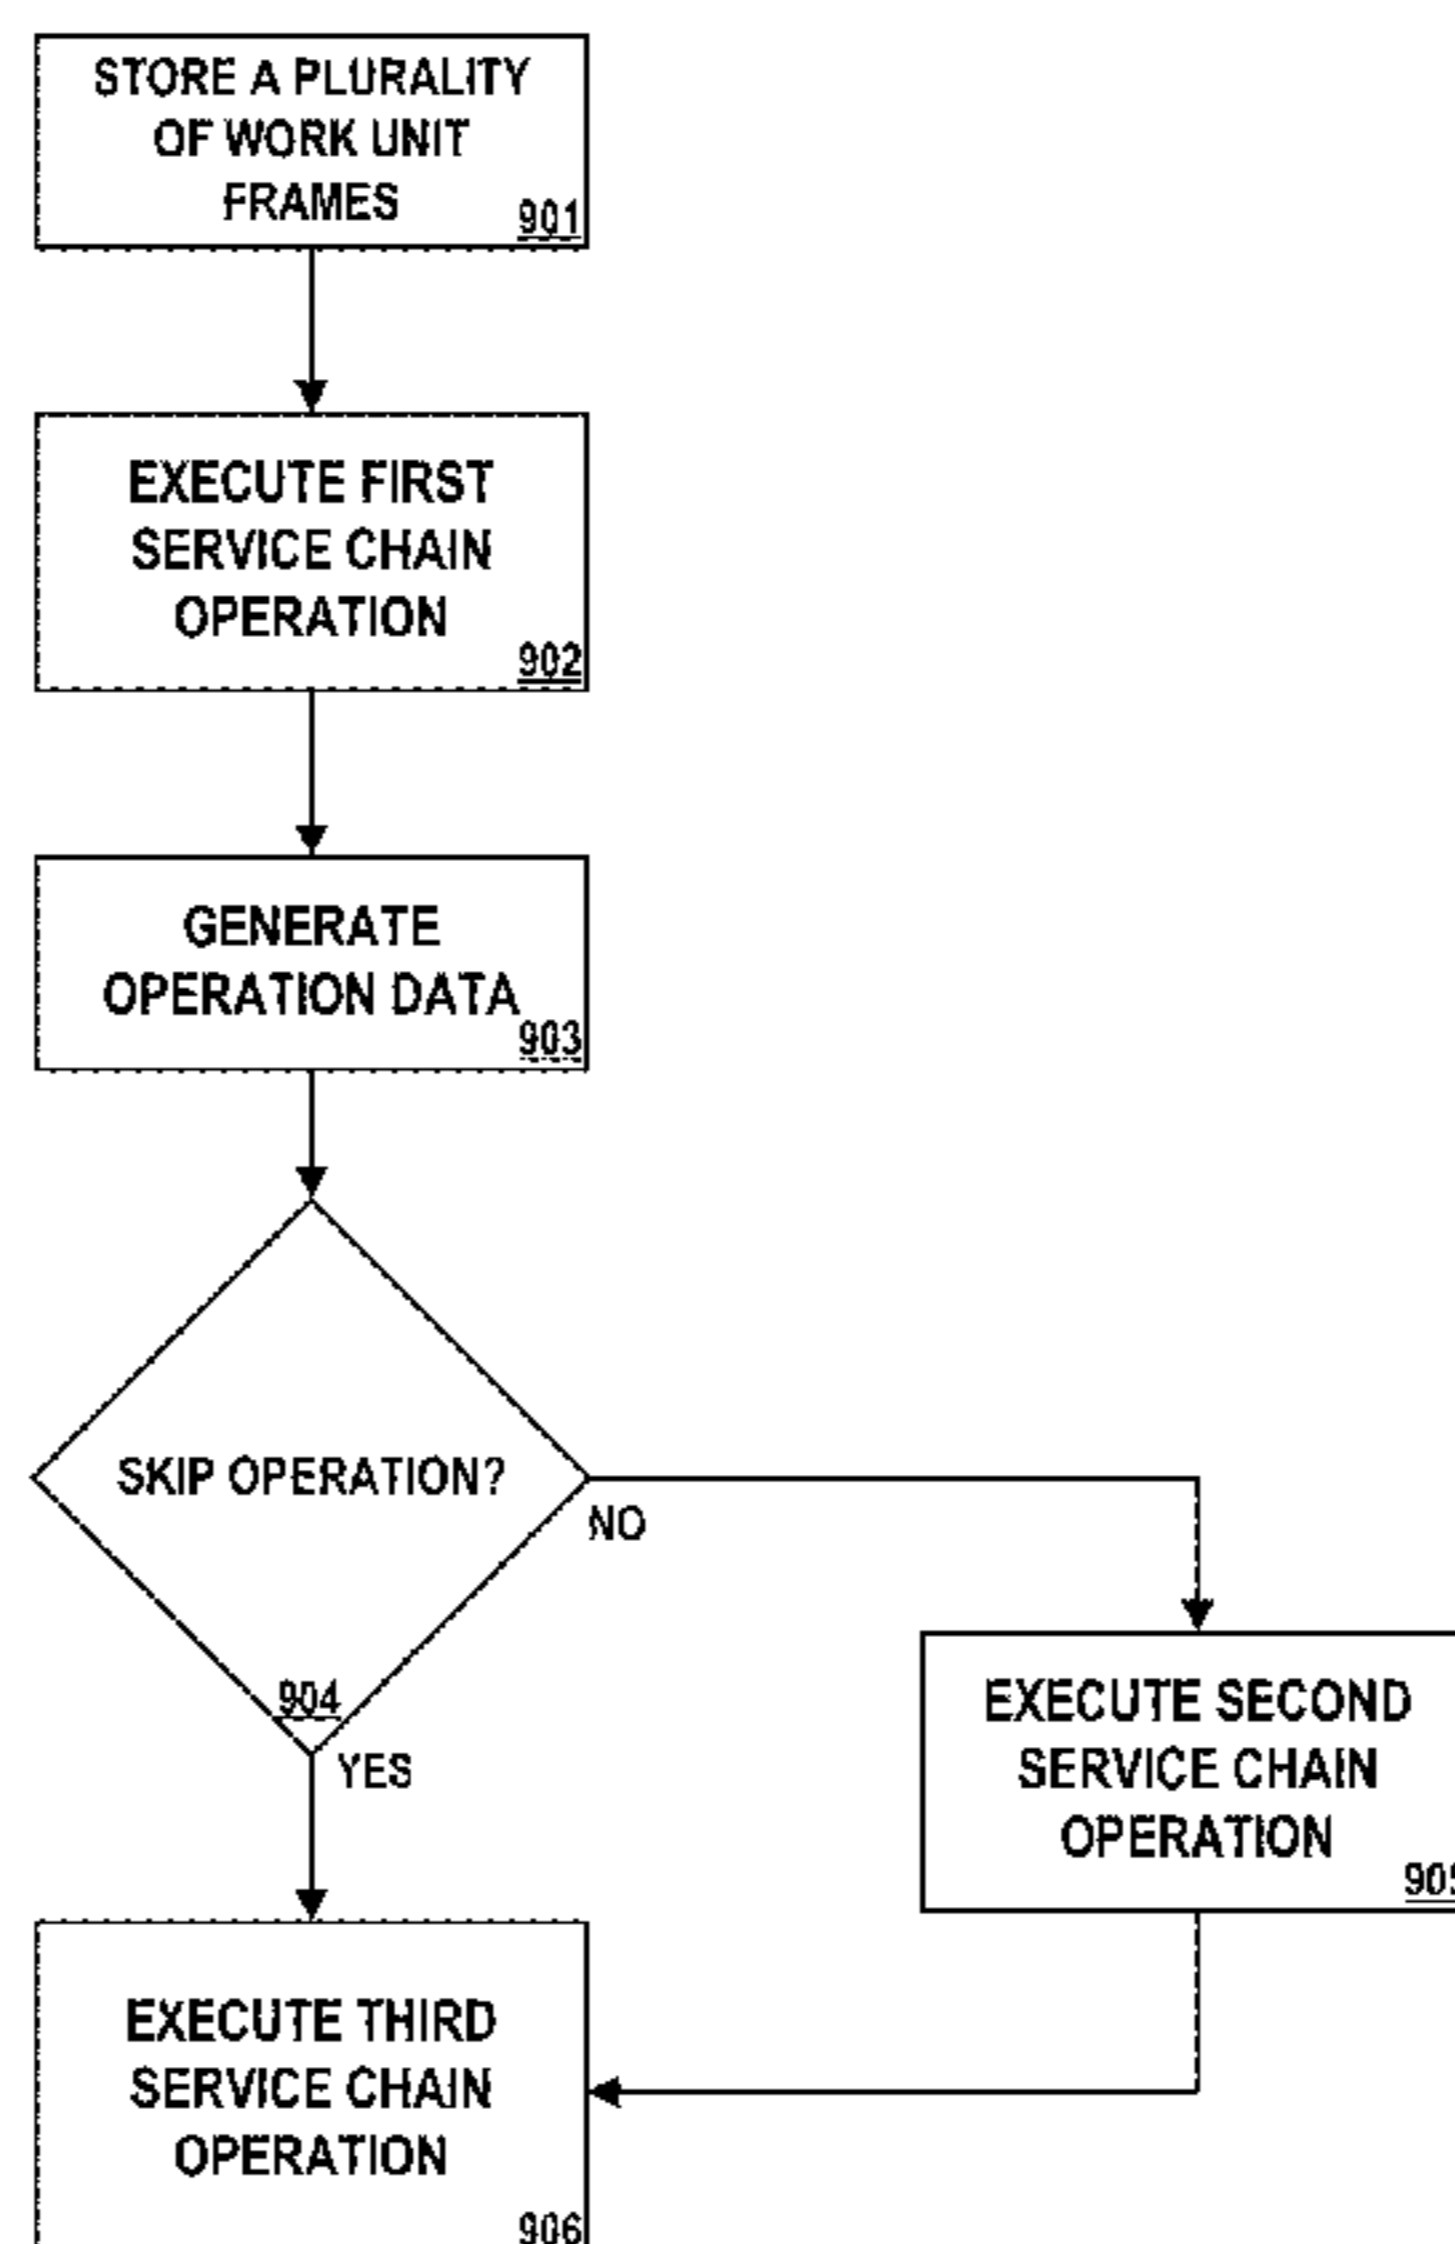 STORE A PLURALITY
OF WORK UNIT
FRAMES
901
EXECUTE FIRST
SERVICE CHAIN
OPERATION
902
GENERATE
OPERATION DATA
903
SKIP OPERATION?
NO
904
YES
EXECUTE SECOND
SERVICE CHAIN
OPERATION
905
EXECUTE THIRD
SERVICE CHAIN
OPERATION
906